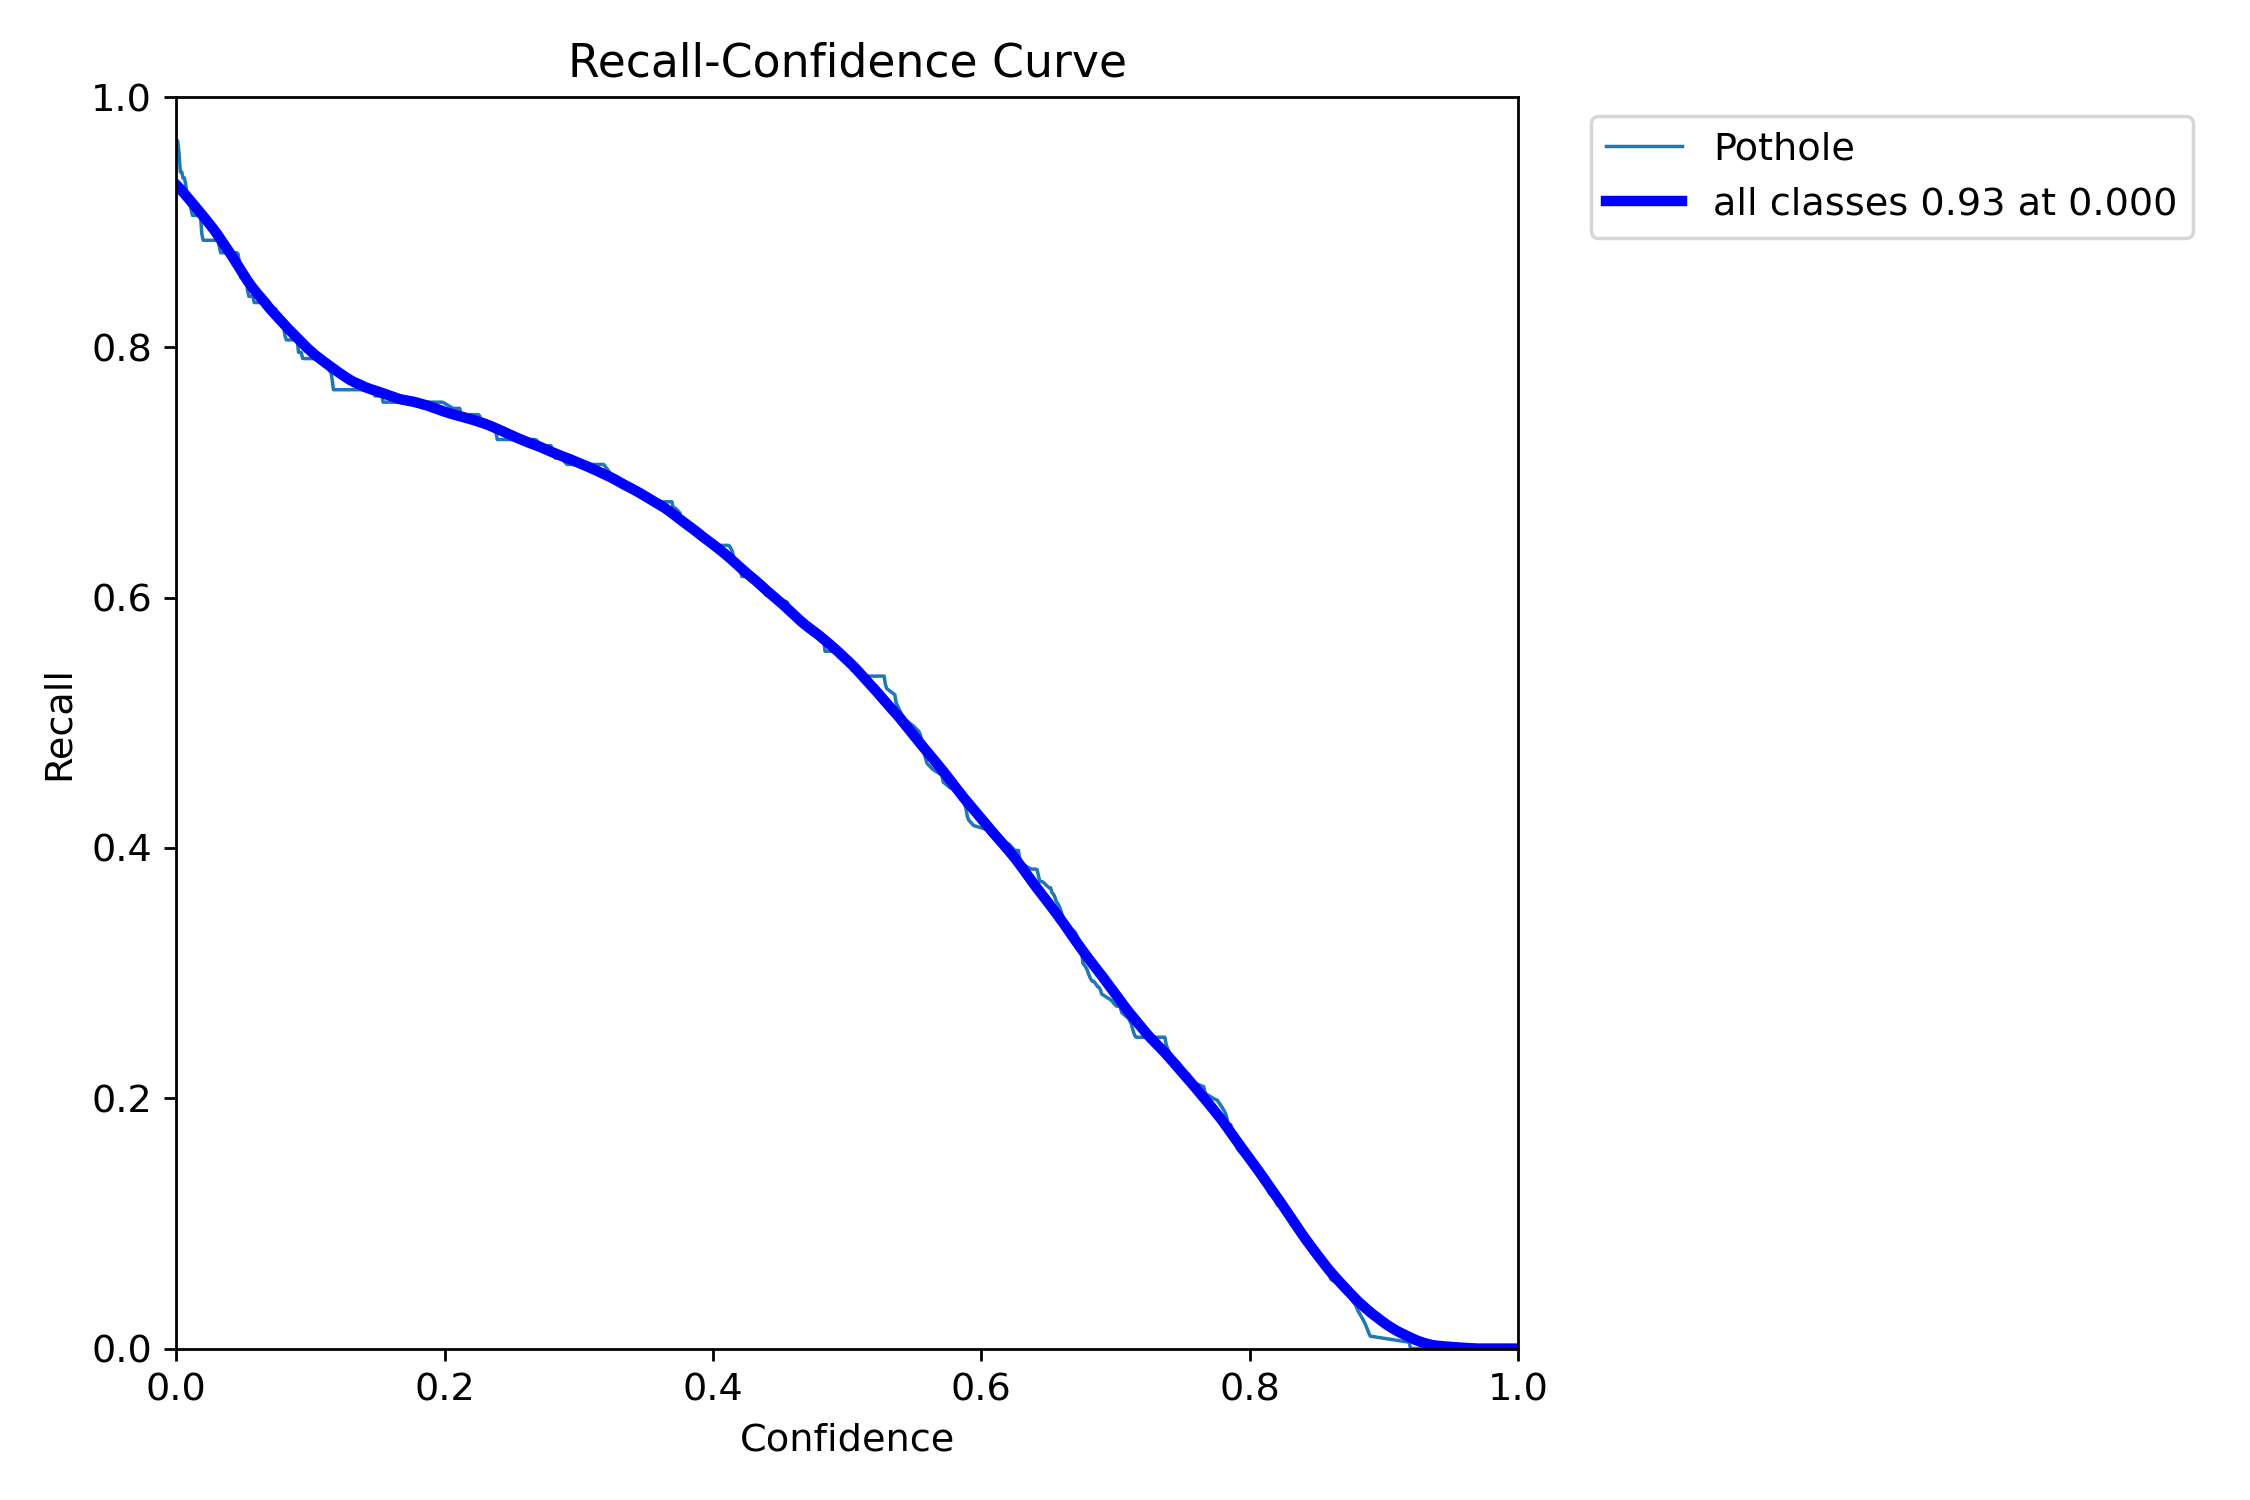 Recall-Confidence Curve
Pothole
all classes 0.93 at 0.000
1.0
0.8
0.6
0.4
0.2
0.0
Recall
0.0 0.2 0.4 0.6 0.8 1.0
Confidence